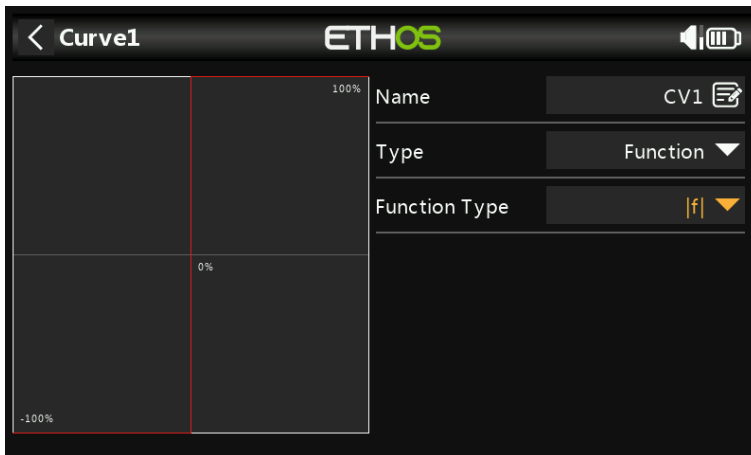 Curve1
ETHOS
100%
0%
-100%
Name CV1
Type Function
Function Type |f|